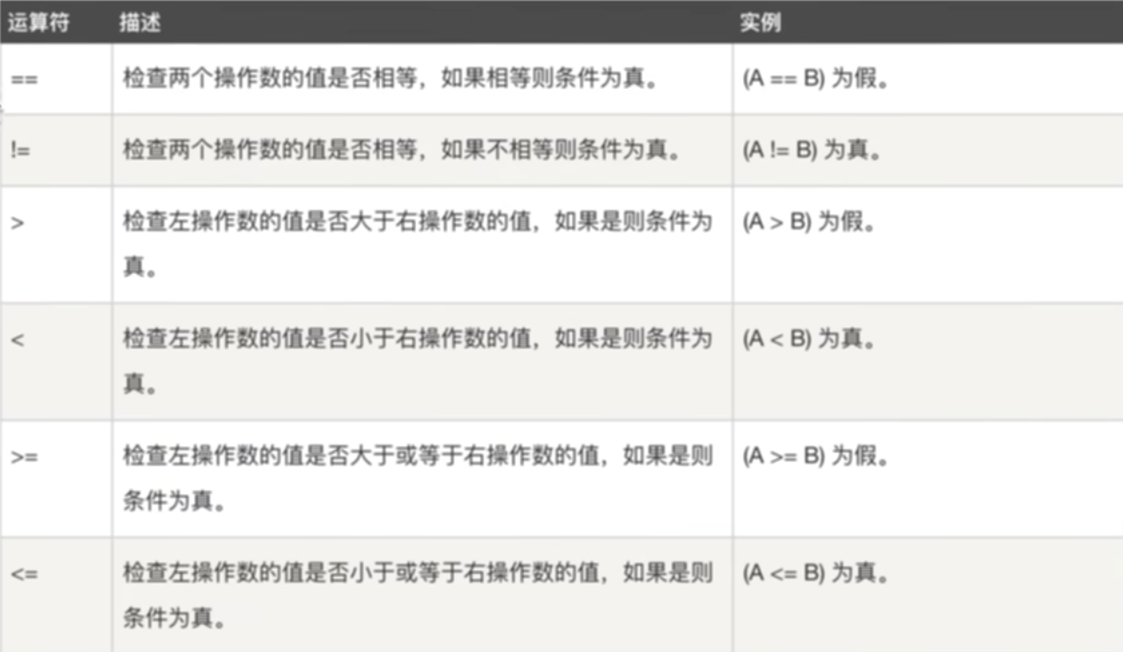 运算符 描述 实例
== 检查两个操作数的值是否相等，如果相等则条件为真。 (A == B) 为假。
!= 检查两个操作数的值是否相等，如果不相等则条件为真。 (A != B) 为真。
> 检查左操作数的值是否大于右操作数的值，如果是则条件为 (A > B) 为假。
真。
< 检查左操作数的值是否小于右操作数的值，如果是则条件为 (A < B) 为真。
真。
>= 检查左操作数的值是否大于或等于右操作数的值，如果是则 (A >= B) 为假。
条件为真。
<= 检查左操作数的值是否小于或等于右操作数的值，如果是则 (A <= B) 为真。
条件为真。